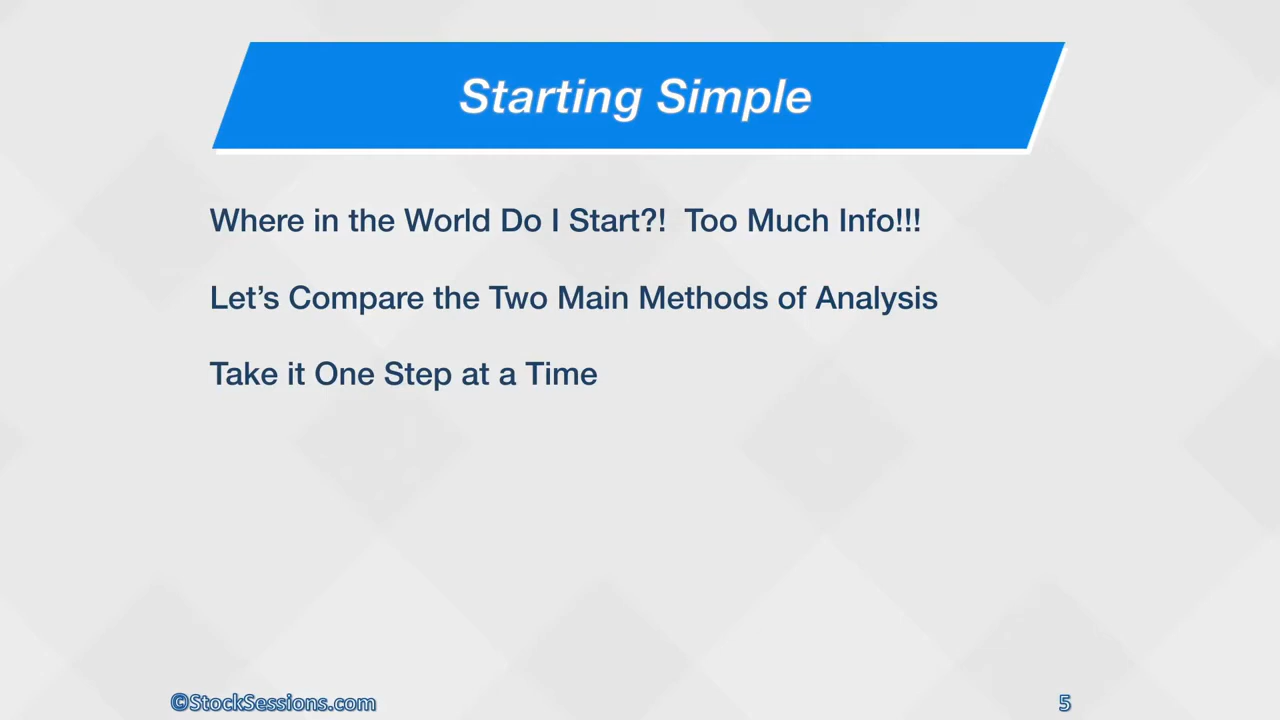 Starting Simple
Where in the World Do I Start?!  Too Much Info!!!
Let’s Compare the Two Main Methods of Analysis
Take it One Step at a Time
©StockSessions.com
5